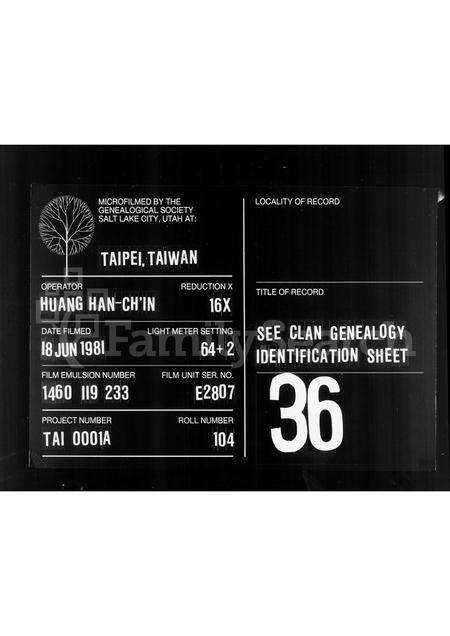 MICROFILMED BY THE
GENEALOGICAL SOCIETY
SALT LAKE CITY, UTAH AT:
TAIPEI, TAIWAN
OPERATOR REDUCTION X
HUANG HAN-CH'IN 16X
DATE FILMED LIGHT METER SETTING
18 JUN 1981 64+2
FILM EMULSION NUMBER FILM UNIT SER. NO.
1460 119 233 E2807
PROJECT NUMBER ROLL NUMBER
TAI 0001A 104
LOCALITY OF RECORD
TITLE OF RECORD
SEE CLAN GENEALOGY
IDENTIFICATION SHEET
36
FamilySearch